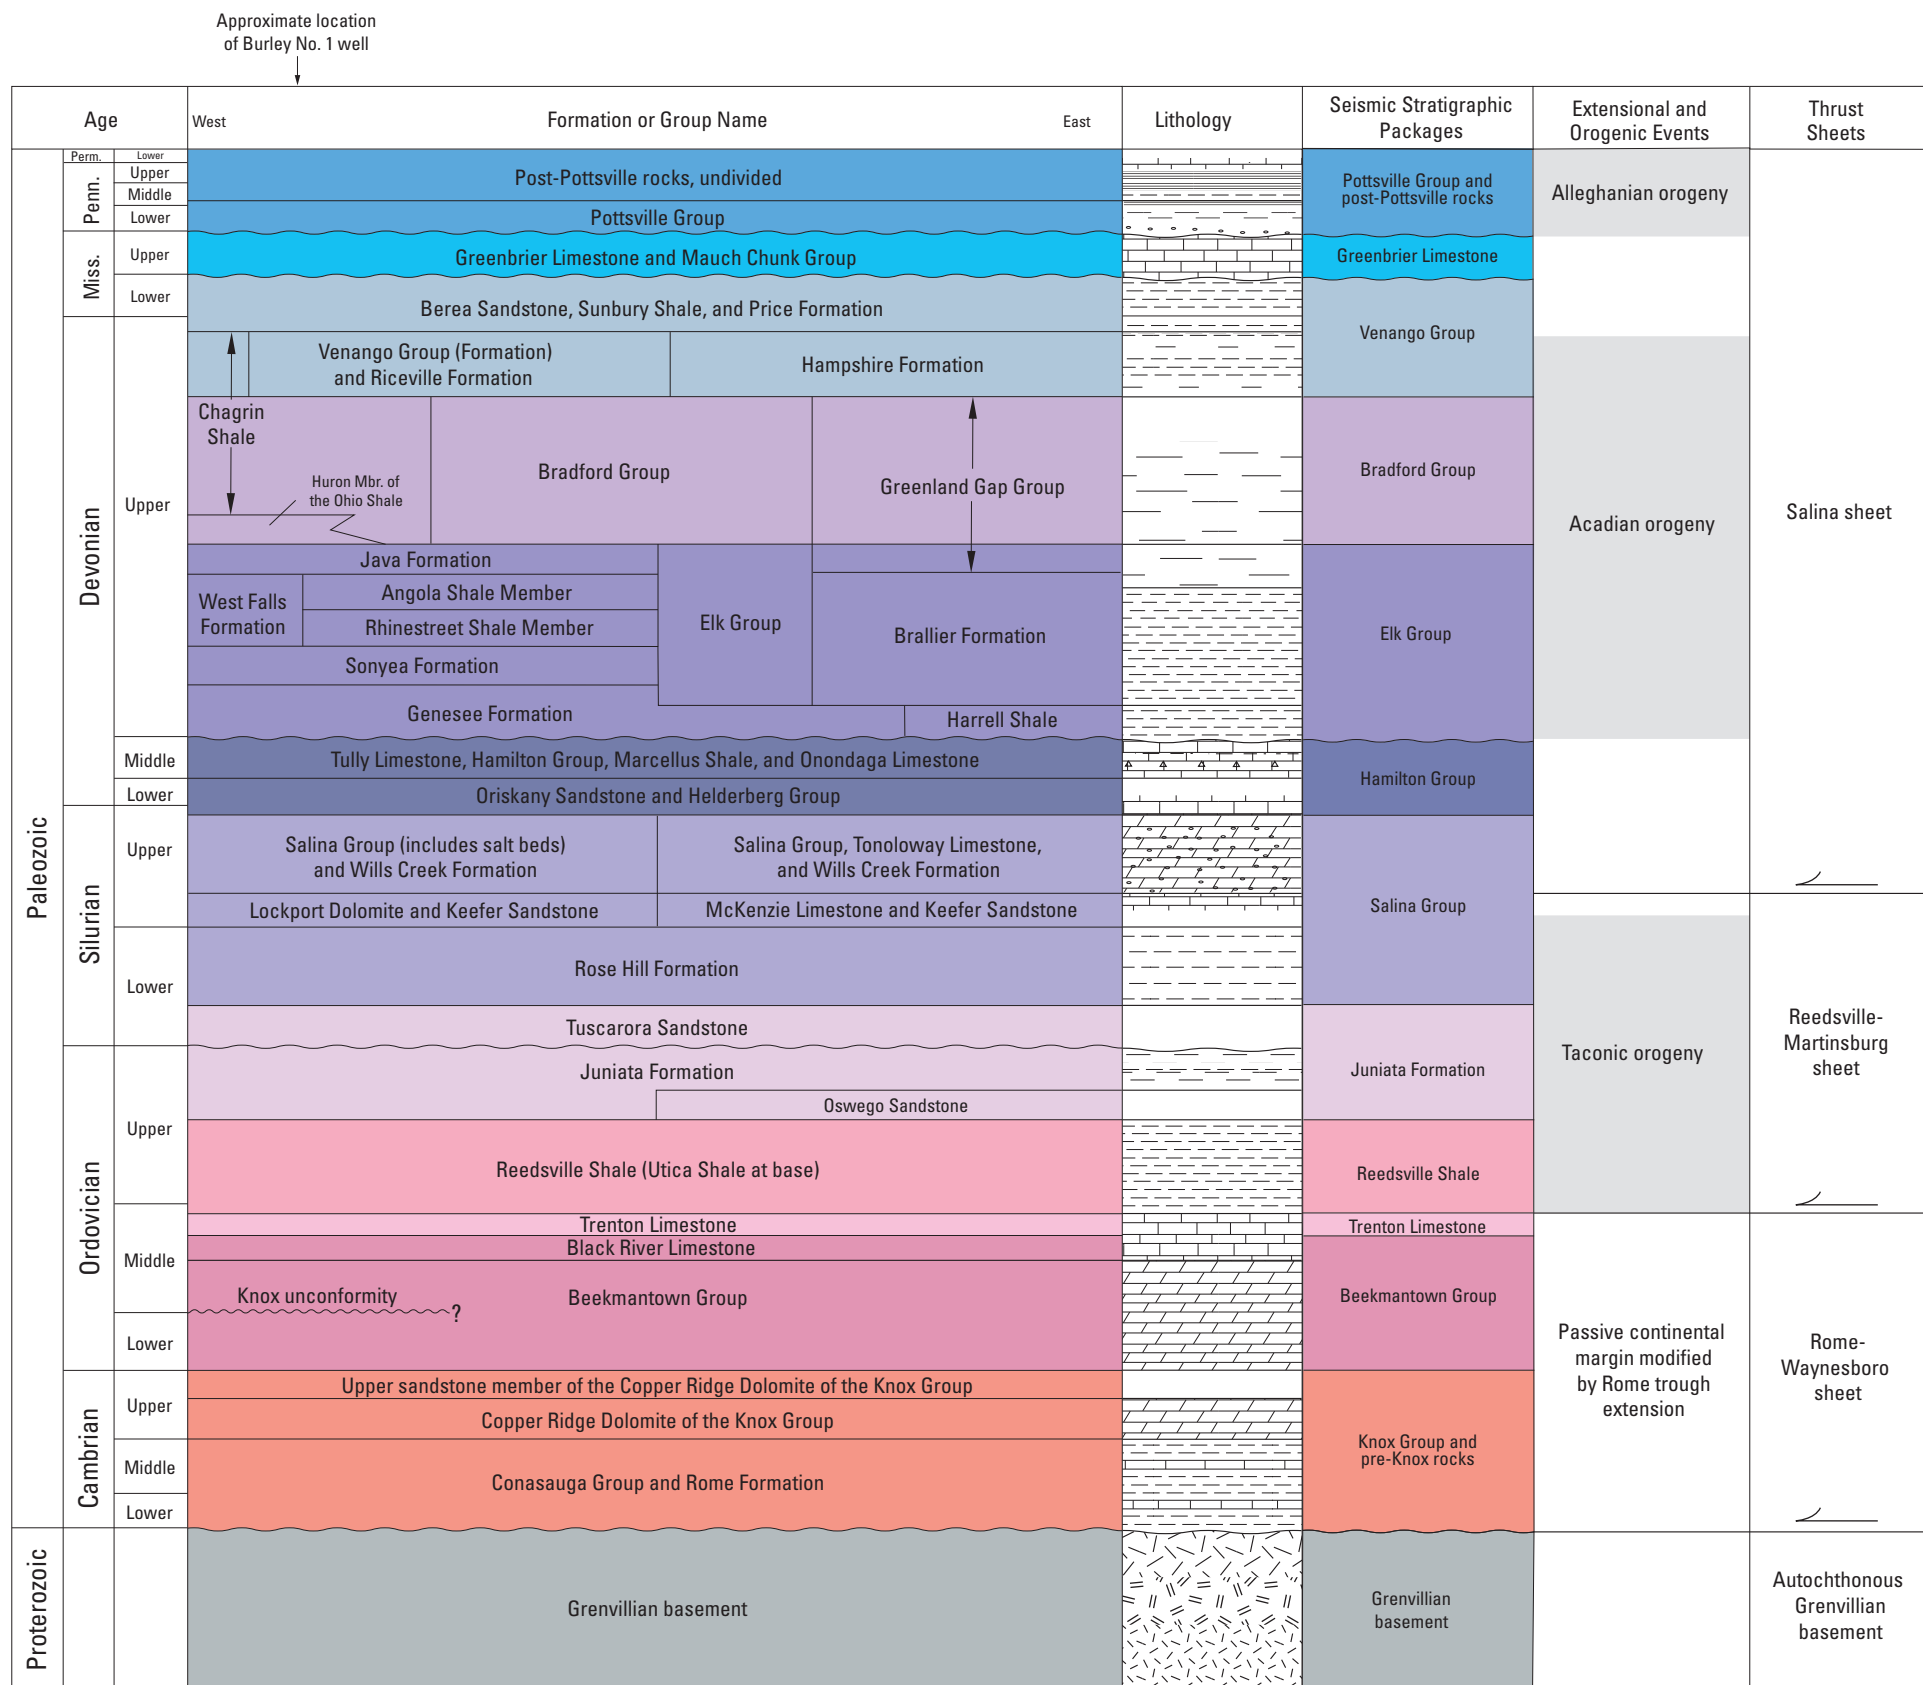 Approximate location
of Burley No. 1 well
Age
West
Formation or Group Name
East
Lithology
Seismic Stratigraphic
Packages
Extensional and
Orogenic Events
Thrust
Sheets
Paleozoic
Perm.
Lower
Penn.
Upper
Middle
Lower
Post-Pottsville rocks, undivided
Pottsville Group
Pottsville Group and
post-Pottsville rocks
Alleghanian orogeny
Miss.
Upper
Lower
Greenbrier Limestone and Mauch Chunk Group
Greenbrier Limestone
Berea Sandstone, Sunbury Shale, and Price Formation
Venango Group
Devonian
Upper
Venango Group (Formation)
and Riceville Formation
Hampshire Formation
Chagrin
Shale
Huron Mbr. of
the Ohio Shale
Bradford Group
Greenland Gap Group
Bradford Group
Acadian orogeny
Salina sheet
Java Formation
West Falls
Formation
Angola Shale Member
Rhinestreet Shale Member
Elk Group
Brallier Formation
Elk Group
Sonyea Formation
Genesee Formation
Harrell Shale
Middle
Tully Limestone, Hamilton Group, Marcellus Shale, and Onondaga Limestone
Hamilton Group
Lower
Oriskany Sandstone and Helderberg Group
Silurian
Upper
Salina Group (includes salt beds)
and Wills Creek Formation
Salina Group, Tonoloway Limestone,
and Wills Creek Formation
Lockport Dolomite and Keefer Sandstone
McKenzie Limestone and Keefer Sandstone
Salina Group
Lower
Rose Hill Formation
Tuscarora Sandstone
Ordovician
Upper
Juniata Formation
Oswego Sandstone
Juniata Formation
Taconic orogeny
Reedsville-
Martinsburg
sheet
Reedsville Shale (Utica Shale at base)
Reedsville Shale
Middle
Trenton Limestone
Trenton Limestone
Black River Limestone
Knox unconformity
?
Beekmantown Group
Beekmantown Group
Lower
Passive continental
margin modified
by Rome trough
extension
Rome-
Waynesboro
sheet
Cambrian
Upper
Upper sandstone member of the Copper Ridge Dolomite of the Knox Group
Copper Ridge Dolomite of the Knox Group
Middle
Lower
Conasauga Group and Rome Formation
Knox Group and
pre-Knox rocks
Proterozoic
Grenvillian basement
Grenvillian
basement
Autochthonous
Grenvillian
basement